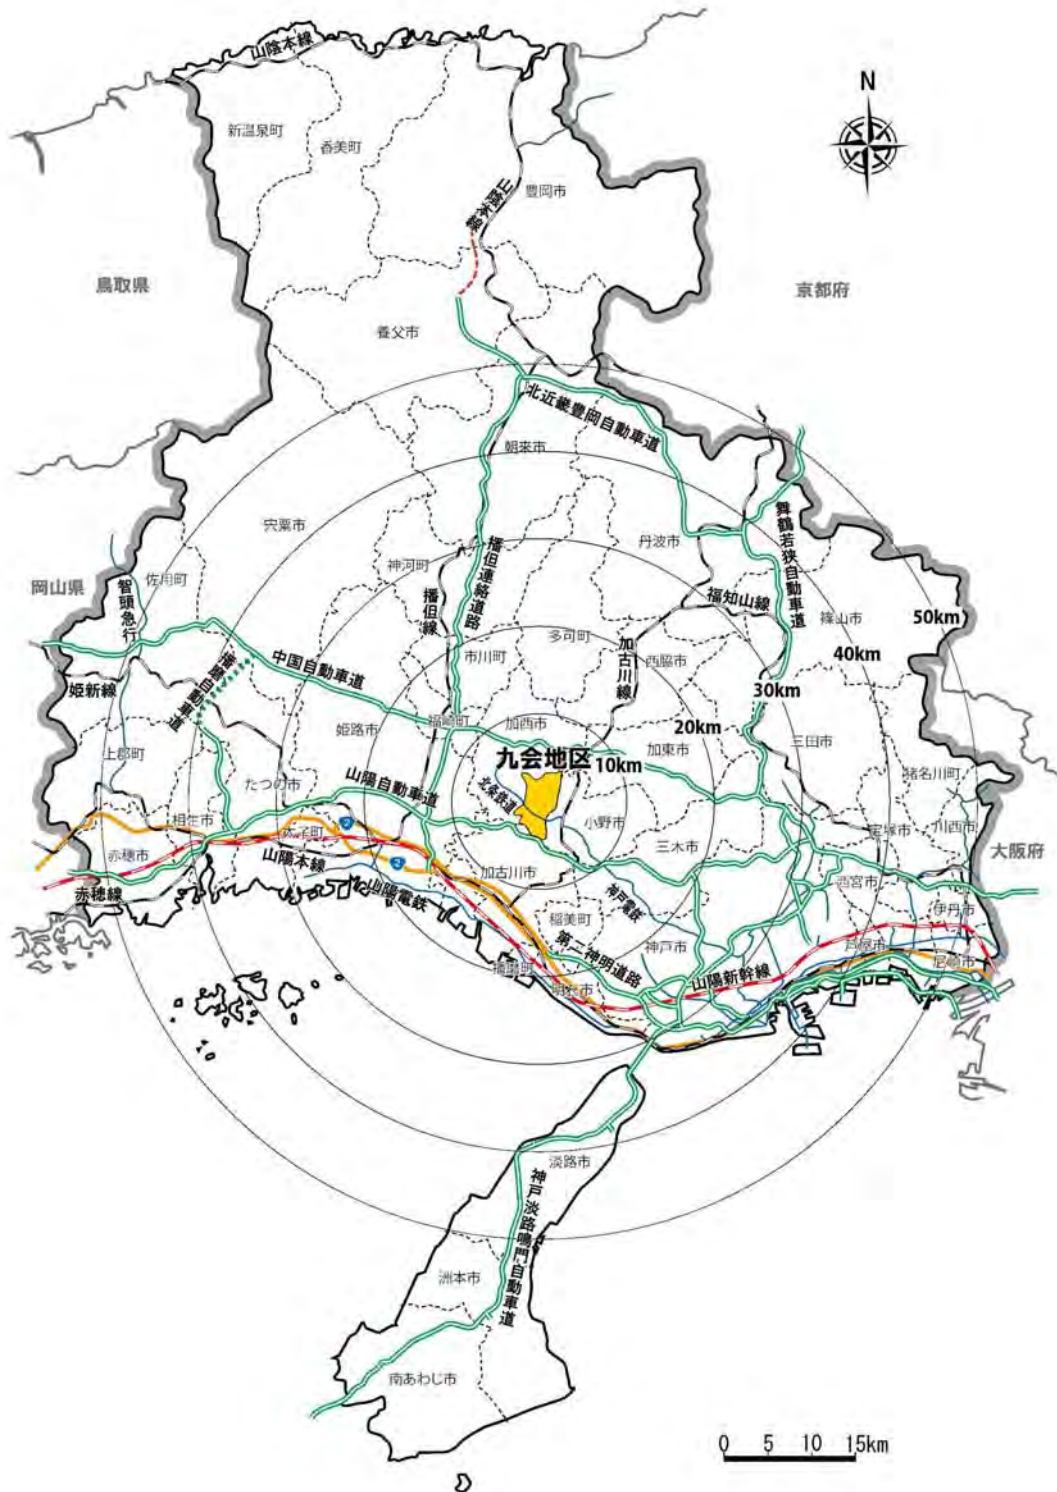 山陰本線
N
新温泉町
香美町
豊岡市
山陰本線
鳥取県
京都府
養父市
北近畿豊岡自動車道
朝来市
宍粟市
播但連絡道路
丹波市
舞鶴若狭自動車道
神河町
岡山県
佐用町
智頭急行
播但線
福知山線
篠山市
50km
多可町
加古川線
市川町
西脇市
40km
中国自動車道
播磨自動車道
姫新線
30km
20km
姫路市
福崎町
加西市
加東市
三田市
上郡町
九会地区
10km
猪名川町
たつの市
山陽自動車道
北条鉄道
相生市
太子町
2
小野市
宝塚市
川西市
赤穂市
山陽本線
2
三木市
大阪府
赤穂線
山陽電鉄
加古川市
神戸電鉄
西宮市
伊丹市
稲美町
第二神明道路
神戸市
芦屋市
尼崎市
播磨町
明石市
山陽新幹線
淡路市
神戸淡路鳴門自動車道
洲本市
南あわじ市
0 5 10 15km